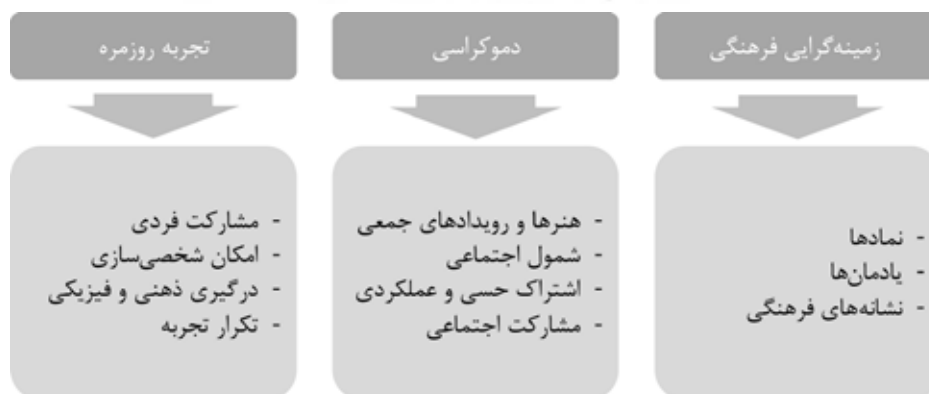 زمینه‌گرایی فرهنگی
- نمادها
- یادمان‌ها
- نشانه‌های فرهنگی
دموکراسی
- هنرها و رویدادهای جمعی
- شمول اجتماعی
- اشتراک حسی و عملکردی
- مشارکت اجتماعی
تجربه روزمره
- مشارکت فردی
- امکان شخصی‌سازی
- درگیری ذهنی و فیزیکی
- تکرار تجربه